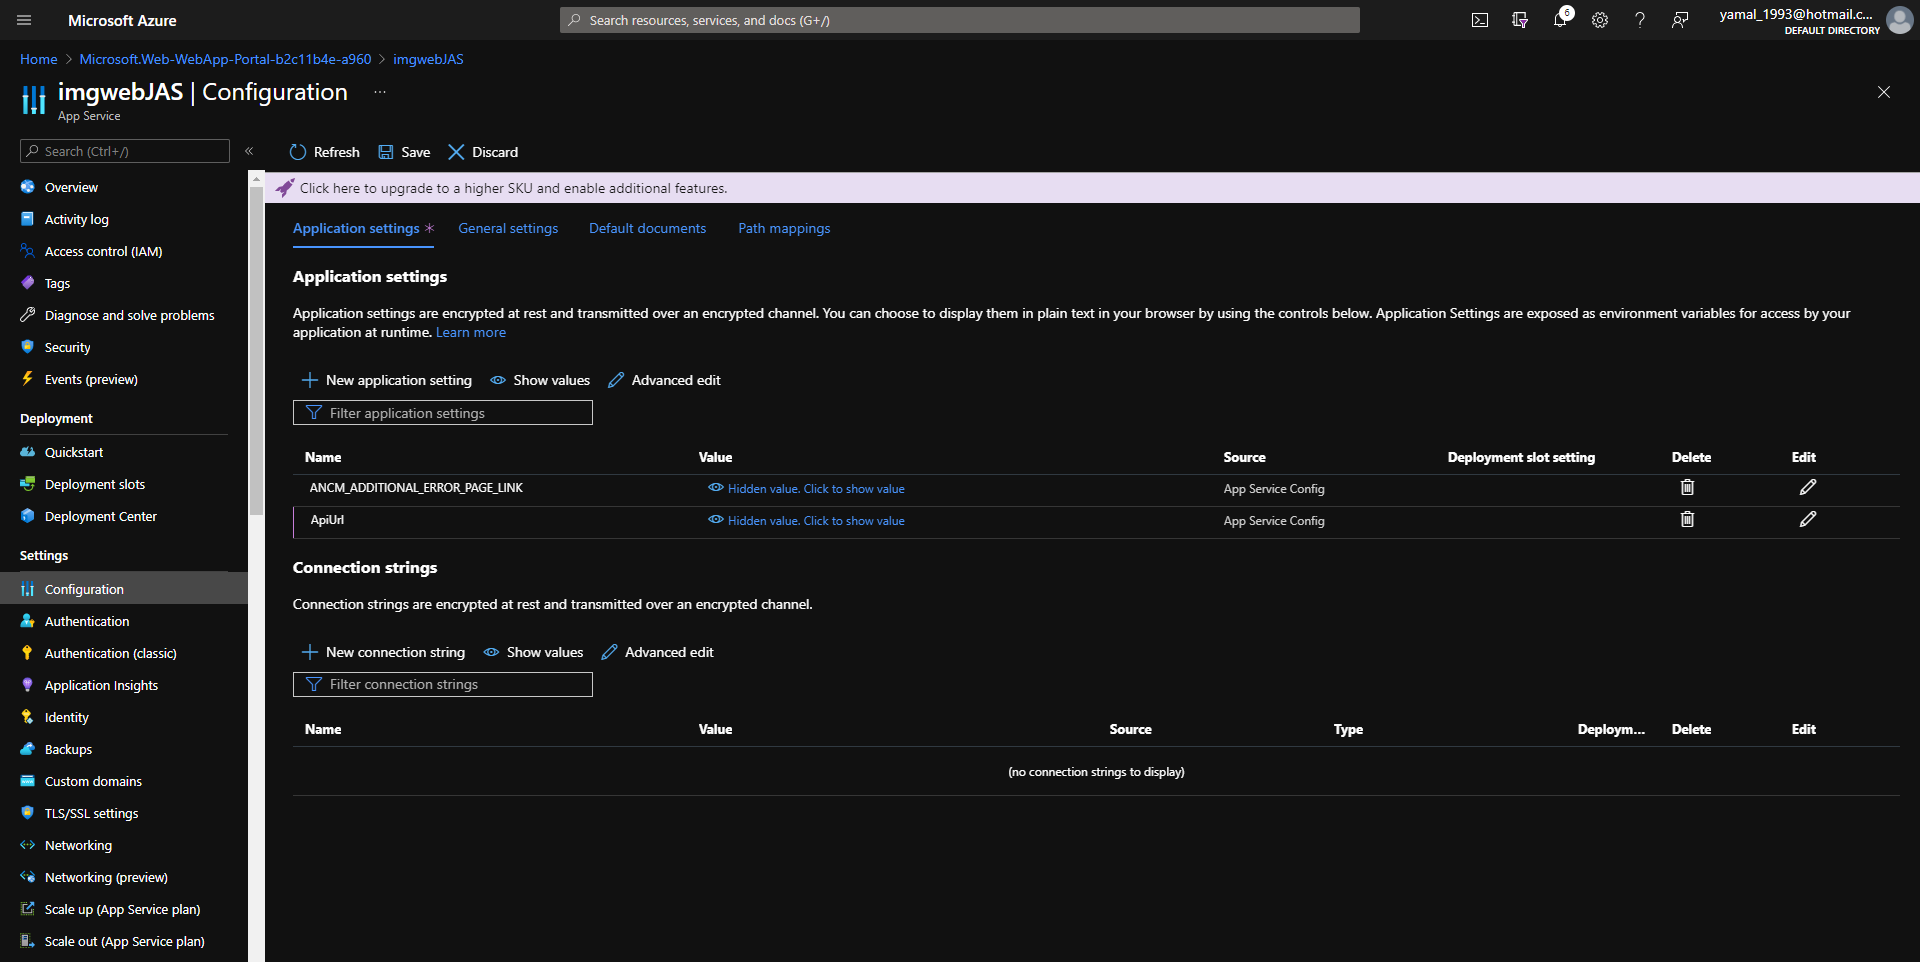 Microsoft Azure
Search resources, services, and docs (G+/)
6
yamal_1993@hotmail.c...
DEFAULT DIRECTORY
Home > Microsoft.Web-WebApp-Portal-b2c11b4e-a960 > imgwebJAS
imgwebJAS | Configuration ...
App Service
Search (Ctrl+/)
«
Overview
Activity log
Access control (IAM)
Tags
Diagnose and solve problems
Security
Events (preview)
Deployment
Quickstart
Deployment slots
Deployment Center
Settings
Configuration
Authentication
Authentication (classic)
Application Insights
Identity
Backups
Custom domains
TLS/SSL settings
Networking
Networking (preview)
Scale up (App Service plan)
Scale out (App Service plan)
Refresh Save Discard
Click here to upgrade to a higher SKU and enable additional features.
Application settings * General settings Default documents Path mappings
Application settings
Application settings are encrypted at rest and transmitted over an encrypted channel. You can choose to display them in plain text in your browser by using the controls below. Application Settings are exposed as environment variables for access by your
application at runtime. Learn more
New application setting Show values Advanced edit
Filter application settings
Name Value Source Deployment slot setting Delete Edit
ANCM_ADDITIONAL_ERROR_PAGE_LINK Hidden value. Click to show value App Service Config
ApiUrl Hidden value. Click to show value App Service Config
Connection strings
Connection strings are encrypted at rest and transmitted over an encrypted channel.
New connection string Show values Advanced edit
Filter connection strings
Name Value Source Type Deploym... Delete Edit
(no connection strings to display)